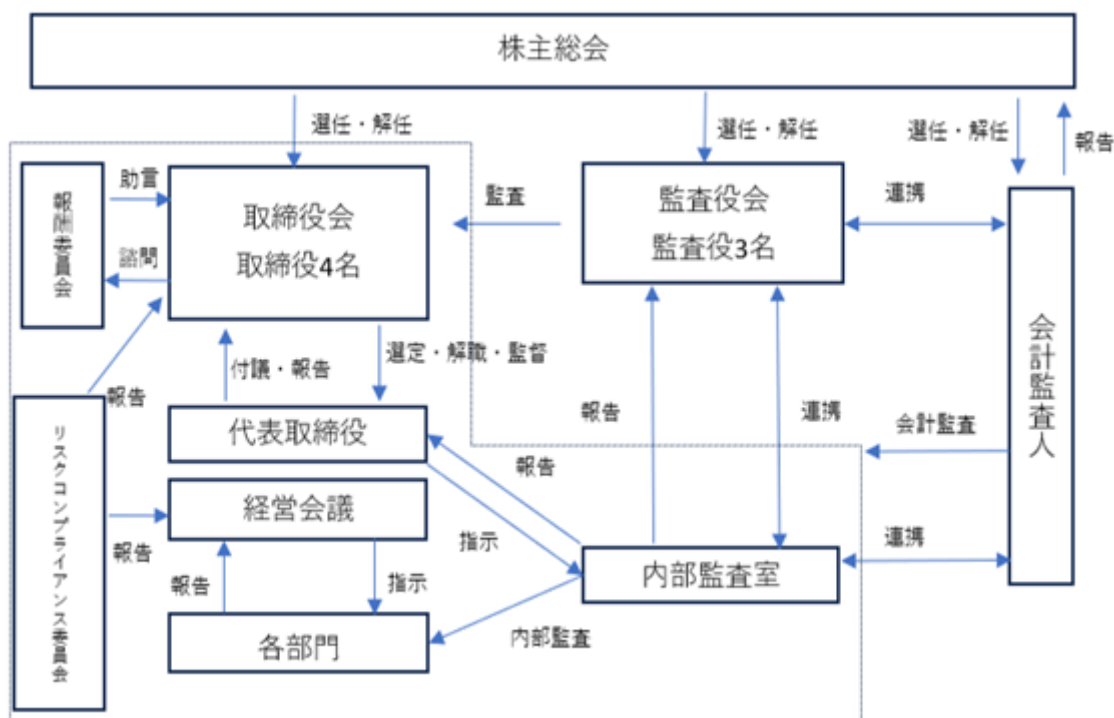 株主総会
選任・解任
選任・解任
選任・解任
報告
報酬委員会
助言
諮問
取締役会
取締役4名
監査
監査役会
監査役3名
連携
会計監査人
報告
付議・報告
選定・解職・監督
代表取締役
報告
連携
会計監査
リスクコンプライアンス委員会
報告
経営会議
報告
指示
報告
指示
各部門
内部監査室
内部監査
連携